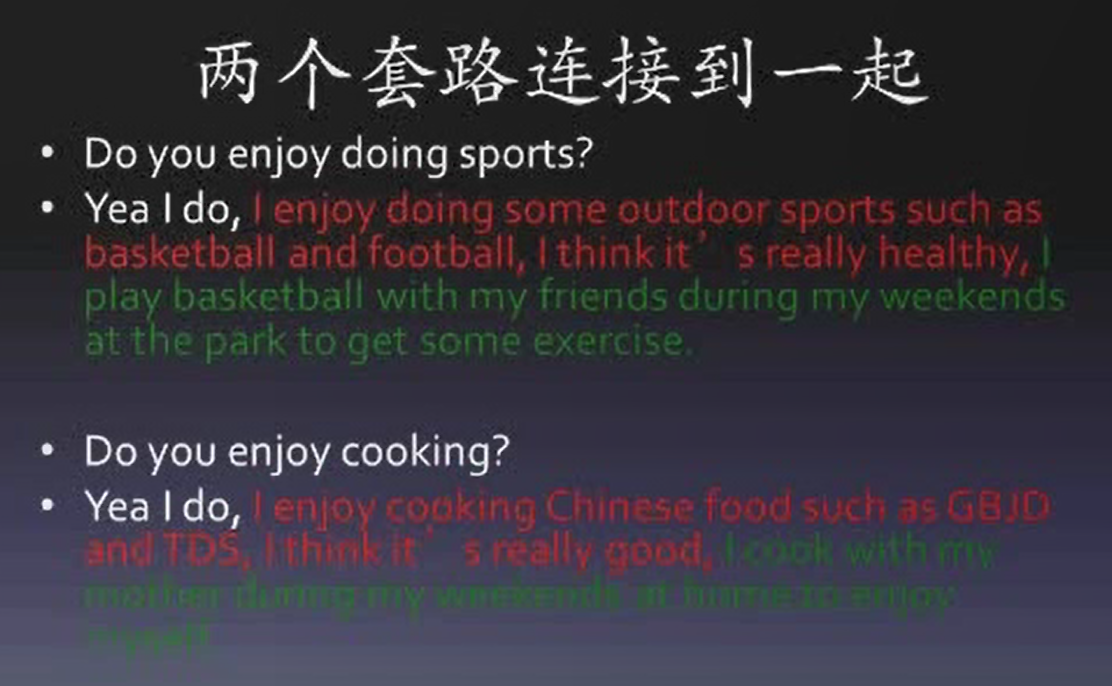 两个套路连接到一起
• Do you enjoy doing sports?
• Yea I do, I enjoy doing some outdoor sports such as
basketball and football, I think it’ s really healthy, I
play basketball with my friends during my weekends
at the park to get some exercise.
• Do you enjoy cooking?
• Yea I do, I enjoy cooking Chinese food such as GBJD
and TDS, I think it’ s really good, I cook with my
mother during my weekends at home to enjoy
myself.